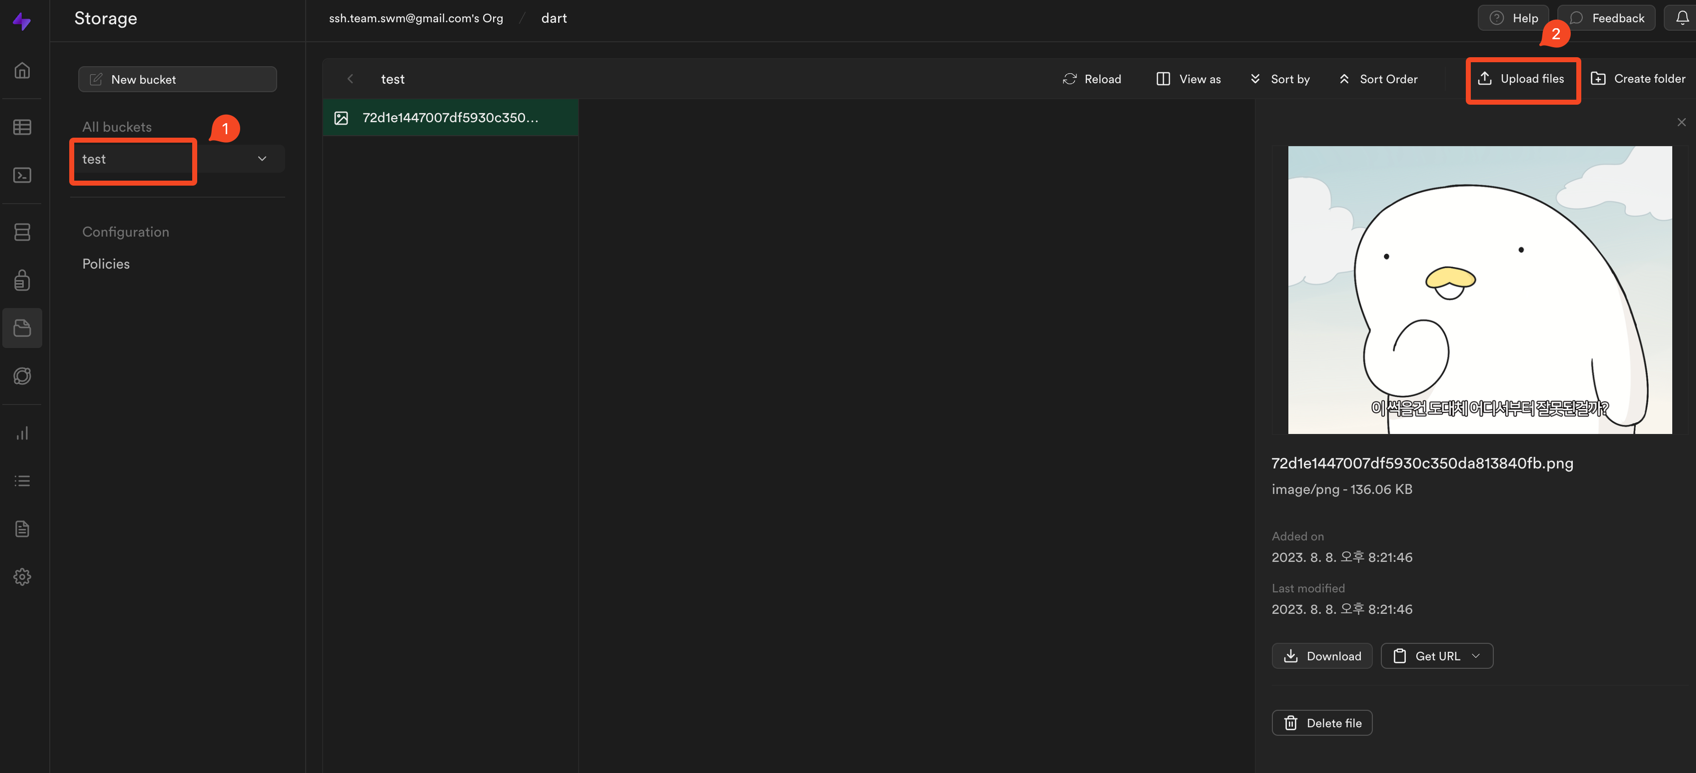 Storage
ssh.team.swm@gmail.com's Org / dart
Help
Feedback
2
New bucket
test
Reload
View as
Sort by
Sort Order
Upload files
Create folder
All buckets
1
test
72d1e1447007df5930c350...
Configuration
Policies
이 썩을건 도대체 어디서부터 잘못된걸까?
72d1e1447007df5930c350da813840fb.png
image/png - 136.06 KB
Added on
2023. 8. 8. 오후 8:21:46
Last modified
2023. 8. 8. 오후 8:21:46
Download
Get URL
Delete file